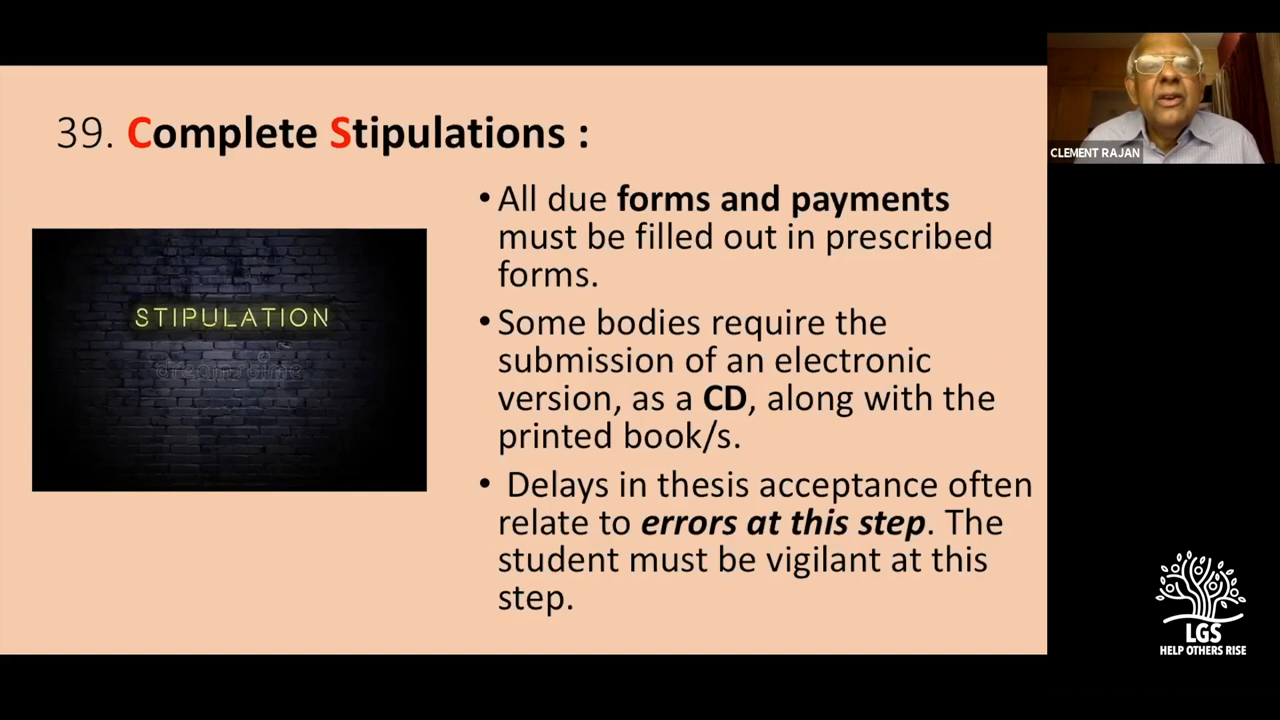 39. Complete Stipulations :
STIPULATION
dreamstime
• All due forms and payments
must be filled out in prescribed
forms.
• Some bodies require the
submission of an electronic
version, as a CD, along with the
printed book/s.
• Delays in thesis acceptance often
relate to errors at this step. The
student must be vigilant at this
step.
CLEMENT RAJAN
LGS
HELP OTHERS RISE